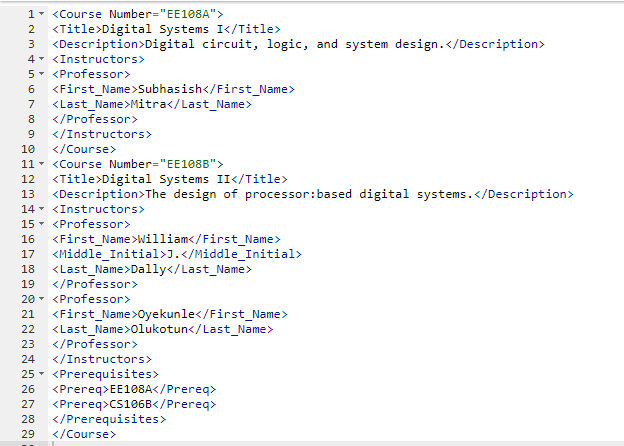 1 <Course Number="EE108A">
2 <Title>Digital Systems I</Title>
3 <Description>Digital circuit, logic, and system design.</Description>
4 <Instructors>
5 <Professor>
6 <First_Name>Subhasish</First_Name>
7 <Last_Name>Mitra</Last_Name>
8 </Professor>
9 </Instructors>
10 </Course>
11 <Course Number="EE108B">
12 <Title>Digital Systems II</Title>
13 <Description>The design of processor:based digital systems.</Description>
14 <Instructors>
15 <Professor>
16 <First_Name>William</First_Name>
17 <Middle_Initial>J.</Middle_Initial>
18 <Last_Name>Dally</Last_Name>
19 </Professor>
20 <Professor>
21 <First_Name>Oyekunle</First_Name>
22 <Last_Name>Olukotun</Last_Name>
23 </Professor>
24 </Instructors>
25 <Prerequisites>
26 <Prereq>EE108A</Prereq>
27 <Prereq>CS106B</Prereq>
28 </Prerequisites>
29 </Course>